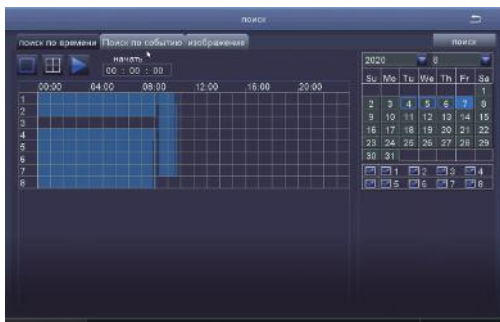 поиск
поиск по времени Поиск по событию изображения поиск
начать
00 : 00 : 00
00:00 04:00 08:00 12:00 16:00 20:00
1
2
3
4
5
6
7
8
2020 8
Su Mo Tu We Th Fr Sa
1
2 3 4 5 6 7 8
9 10 11 12 13 14 15
16 17 18 19 20 21 22
23 24 25 26 27 28 29
30 31
1 2 3 4
5 6 7 8